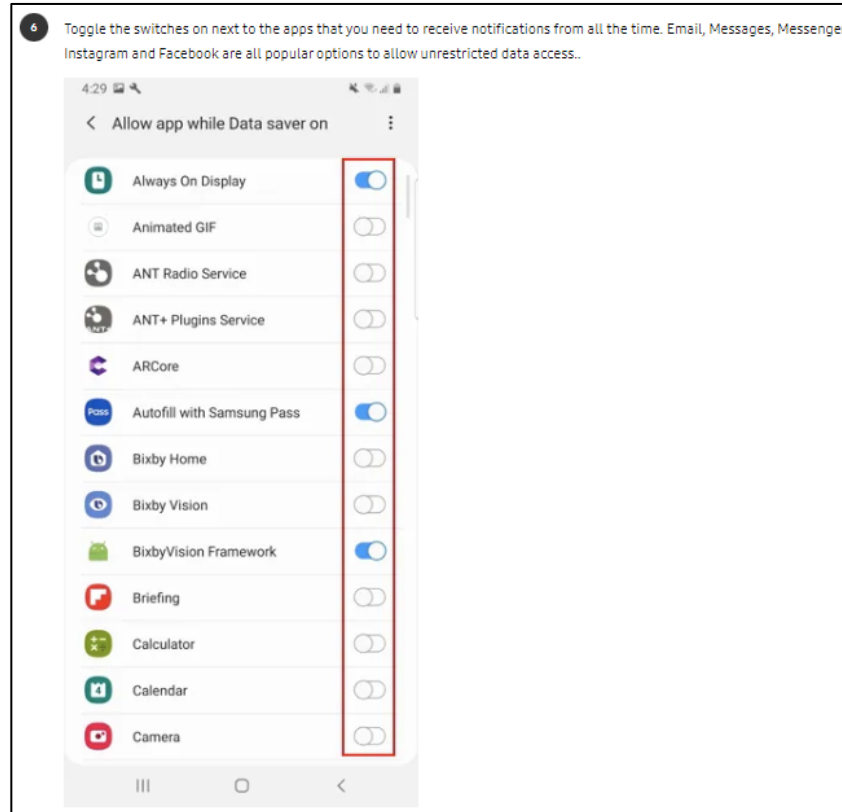 6
Toggle the switches on next to the apps that you need to receive notifications from all the time. Email, Messages, Messenger
Instagram and Facebook are all popular options to allow unrestricted data access..
4:29
Allow app while Data saver on
Always On Display
Animated GIF
ANT Radio Service
ANT+ Plugins Service
ARCore
Pass Autofill with Samsung Pass
Bixby Home
Bixby Vision
BixbyVision Framework
Briefing
Calculator
4 Calendar
Camera